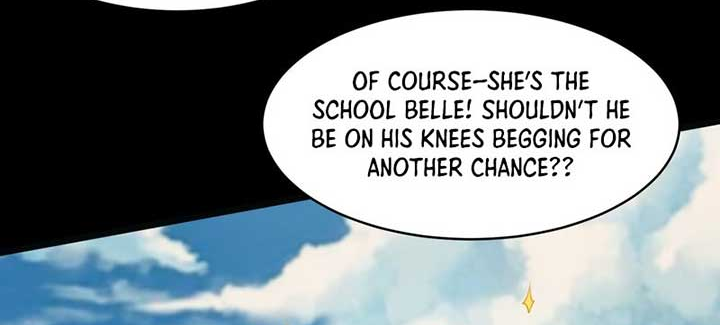 OF COURSE–SHE'S THE
SCHOOL BELLE! SHOULDN'T HE
BE ON HIS KNEES BEGGING FOR
ANOTHER CHANCE??